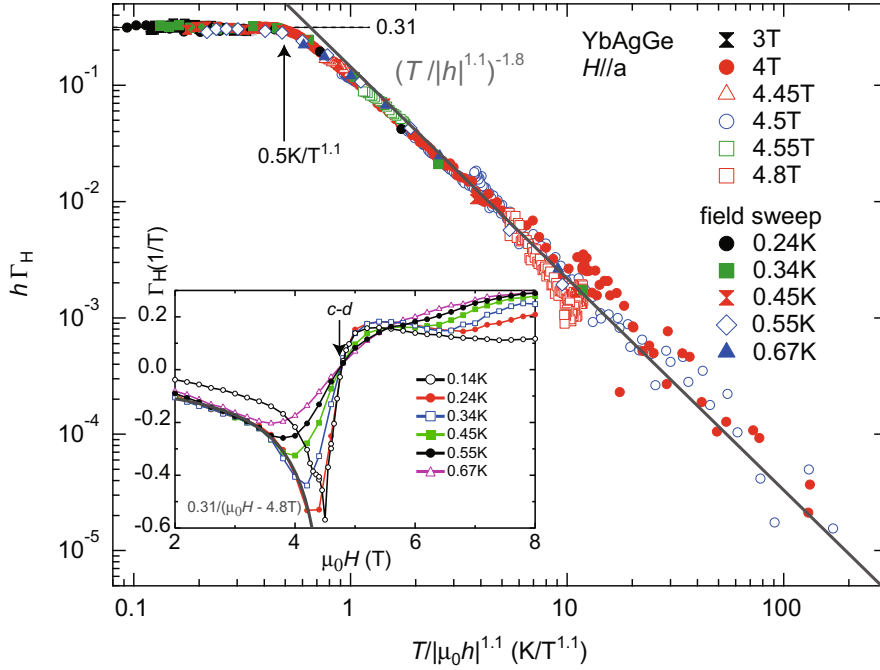 10⁻¹
10⁻²
10⁻³
10⁻⁴
10⁻⁵
hΓ_H
0.31
(T/|h|^1.1)^-1.8
0.5K/T^1.1
YbAgGe
H//a
3T
4T
4.45T
4.5T
4.55T
4.8T
field sweep
0.24K
0.34K
0.45K
0.55K
0.67K
Γ_H(1/T)
c-d
0.2
0.0
-0.2
-0.4
-0.6
0.14K
0.24K
0.34K
0.45K
0.55K
0.67K
0.31/(μ₀H - 4.8T)
2 4 6 8
μ₀H (T)
0.1 1 10 100
T/|μ₀h|^1.1 (K/T^1.1)